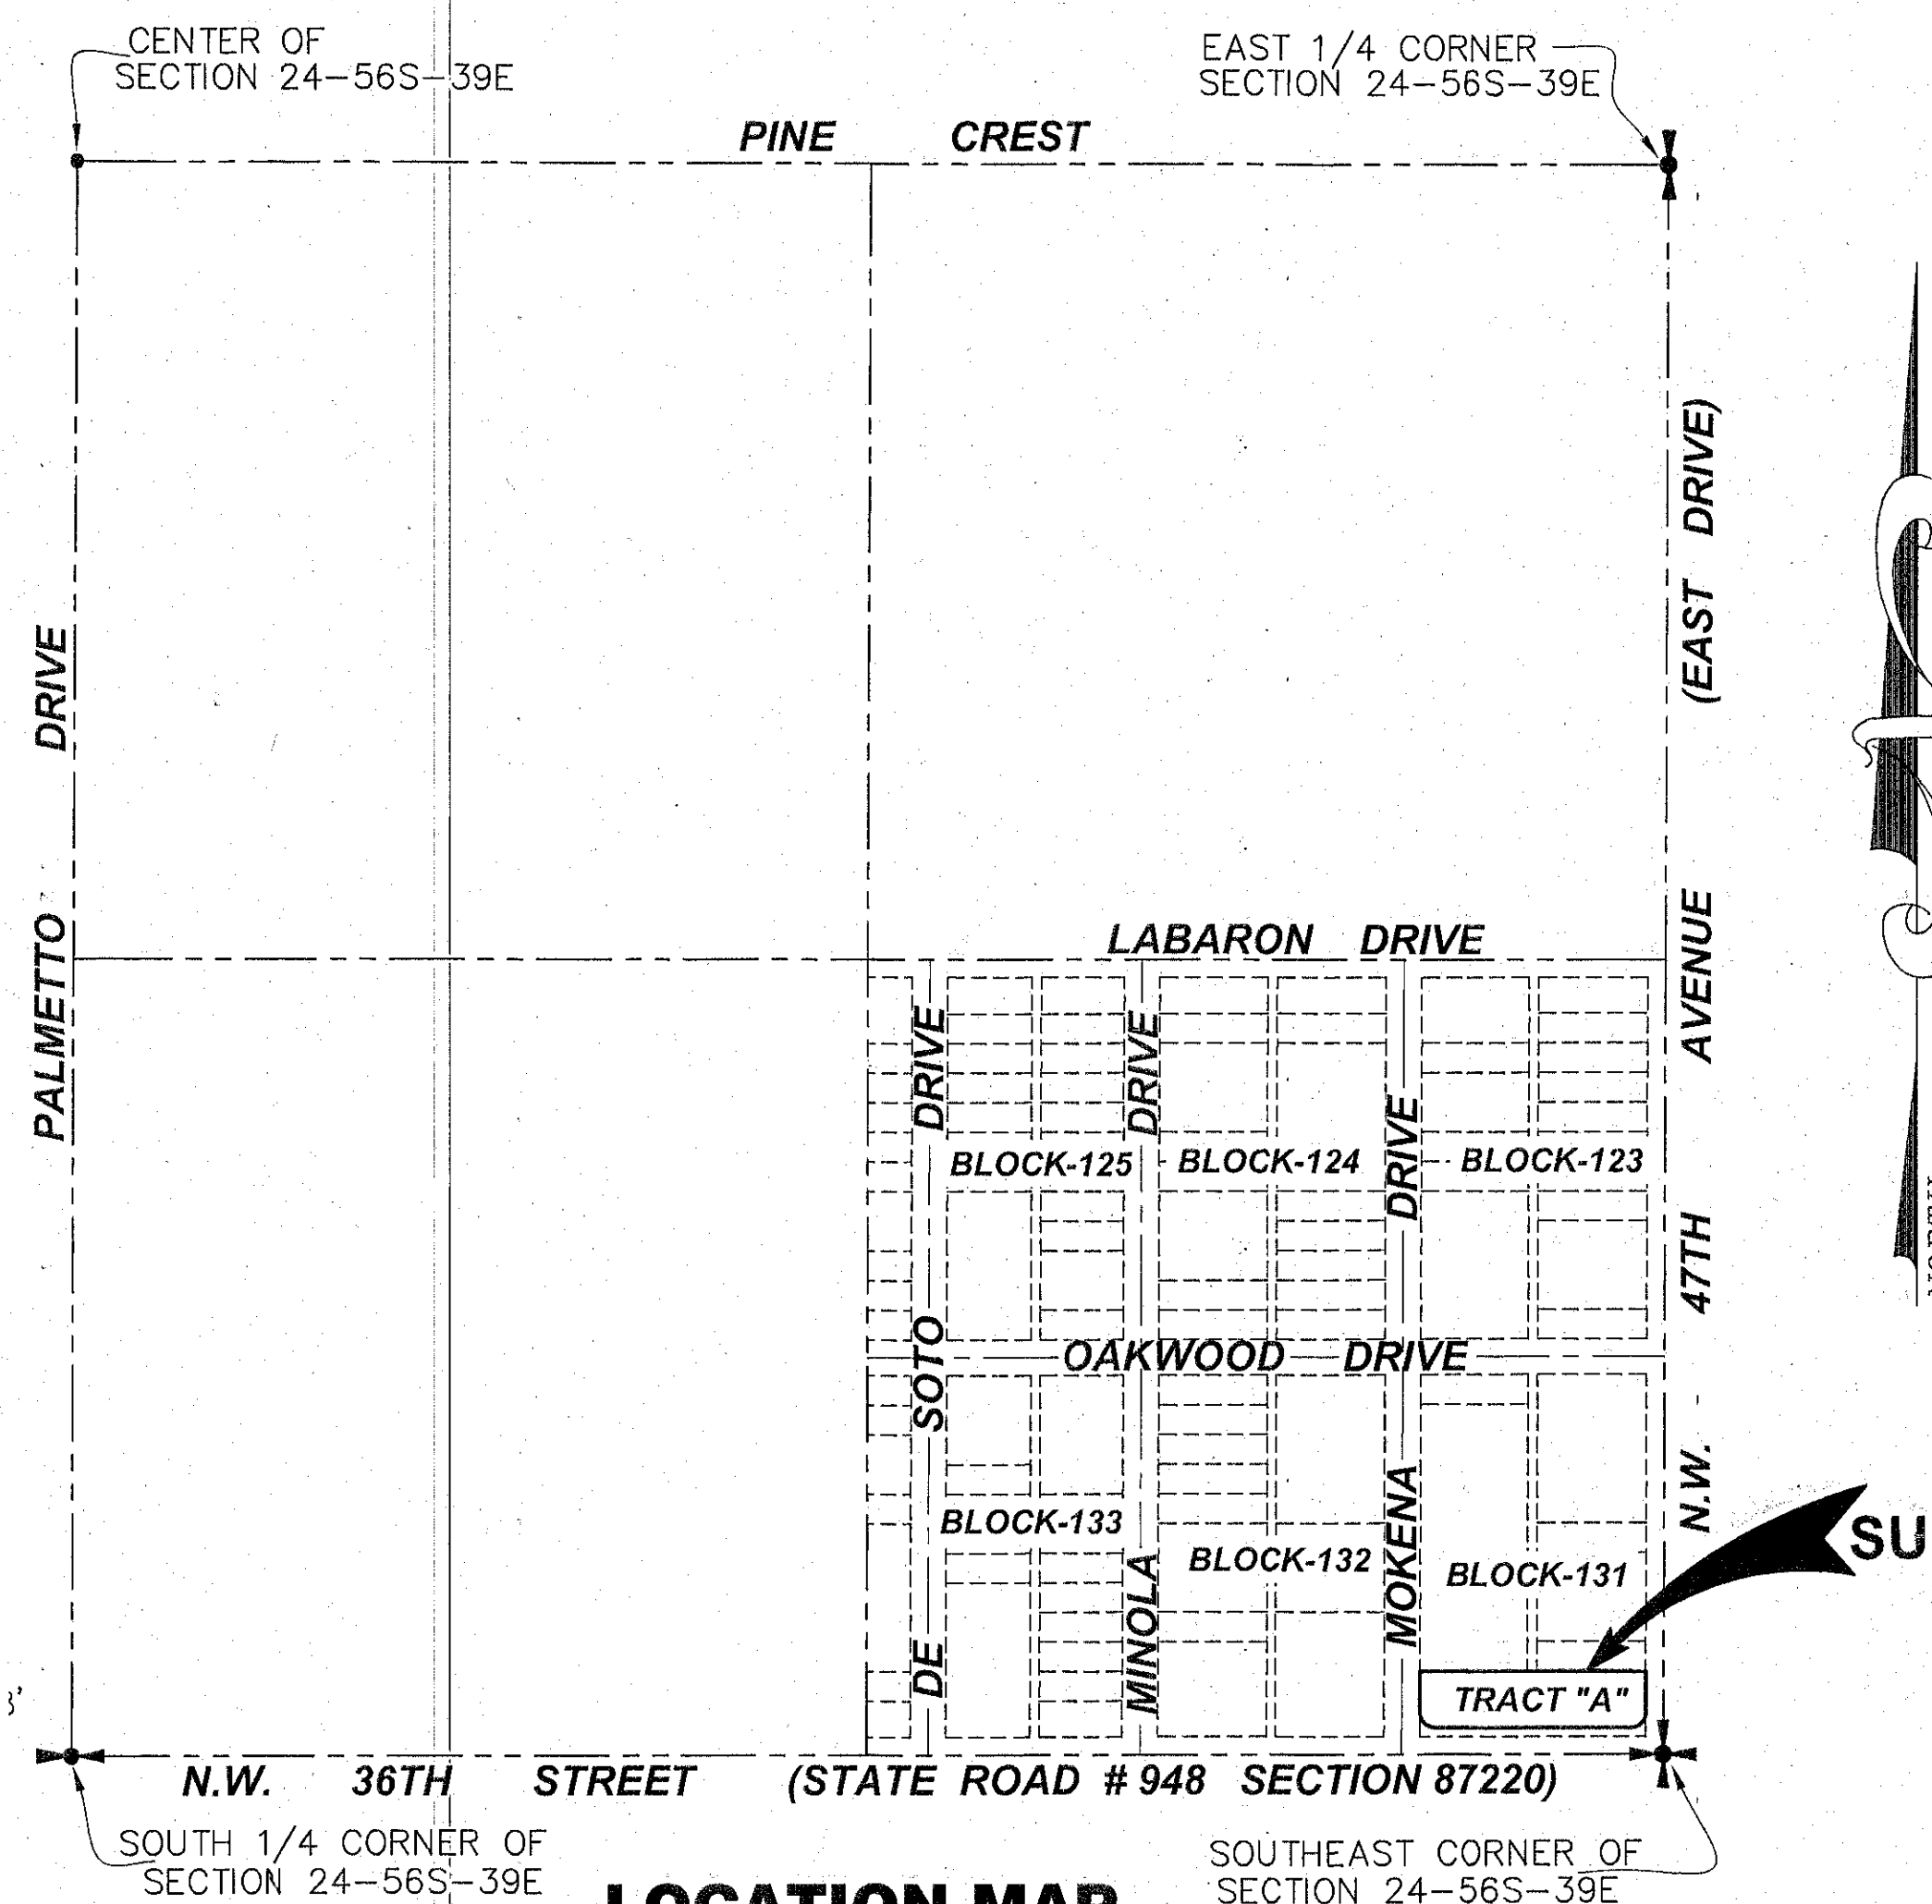 CENTER OF
SECTION 24-56S-39E
EAST 1/4 CORNER
SECTION 24-56S-39E
PINE CREST
PALMETTO DRIVE
N.W. 47TH AVENUE (EAST DRIVE)
LABARON DRIVE
DE SOTO DRIVE
MINOLA DRIVE
MOKENA DRIVE
BLOCK-125
BLOCK-124
BLOCK-123
OAKWOOD DRIVE
BLOCK-133
BLOCK-132
BLOCK-131
SU
TRACT "A"
3'
N.W. 36TH STREET (STATE ROAD # 948 SECTION 87220)
SOUTH 1/4 CORNER OF
SECTION 24-56S-39E
SOUTHEAST CORNER OF
SECTION 24-56S-39E
LOCATION MAP